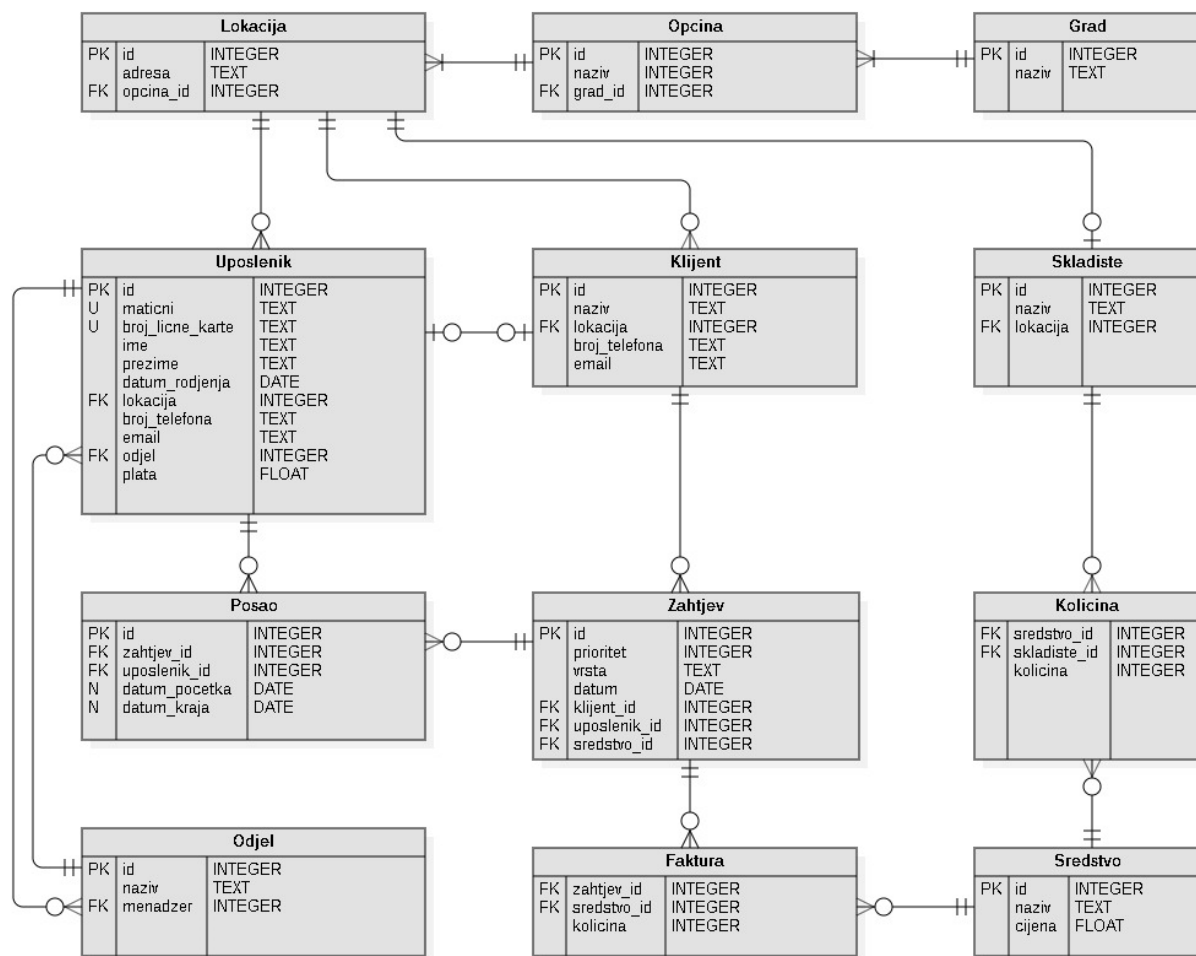 Lokacija
PK id INTEGER
adresa TEXT
FK opcina_id INTEGER
Opcina
PK id INTEGER
naziv INTEGER
FK grad_id INTEGER
Grad
PK id INTEGER
naziv TEXT
Uposlenik
PK id INTEGER
U maticni TEXT
U broj_licne_karte TEXT
ime TEXT
prezime TEXT
datum_rodjenja DATE
FK lokacija INTEGER
broj_telefona TEXT
email TEXT
FK odjel INTEGER
plata FLOAT
Klijent
PK id INTEGER
naziv TEXT
FK lokacija INTEGER
broj_telefona TEXT
email TEXT
Skladiste
PK id INTEGER
naziv TEXT
FK lokacija INTEGER
Posao
PK id INTEGER
FK zahtjev_id INTEGER
FK uposlenik_id INTEGER
N datum_pocetka DATE
N datum_kraja DATE
Zahtjev
PK id INTEGER
prioritet INTEGER
vrsta TEXT
datum DATE
FK klijent_id INTEGER
FK uposlenik_id INTEGER
FK sredstvo_id INTEGER
Kolicina
FK sredstvo_id INTEGER
FK skladiste_id INTEGER
kolicina INTEGER
Odjel
PK id INTEGER
naziv TEXT
FK menadzer INTEGER
Faktura
FK zahtjev_id INTEGER
FK sredstvo_id INTEGER
kolicina INTEGER
Sredstvo
PK id INTEGER
naziv TEXT
cijena FLOAT